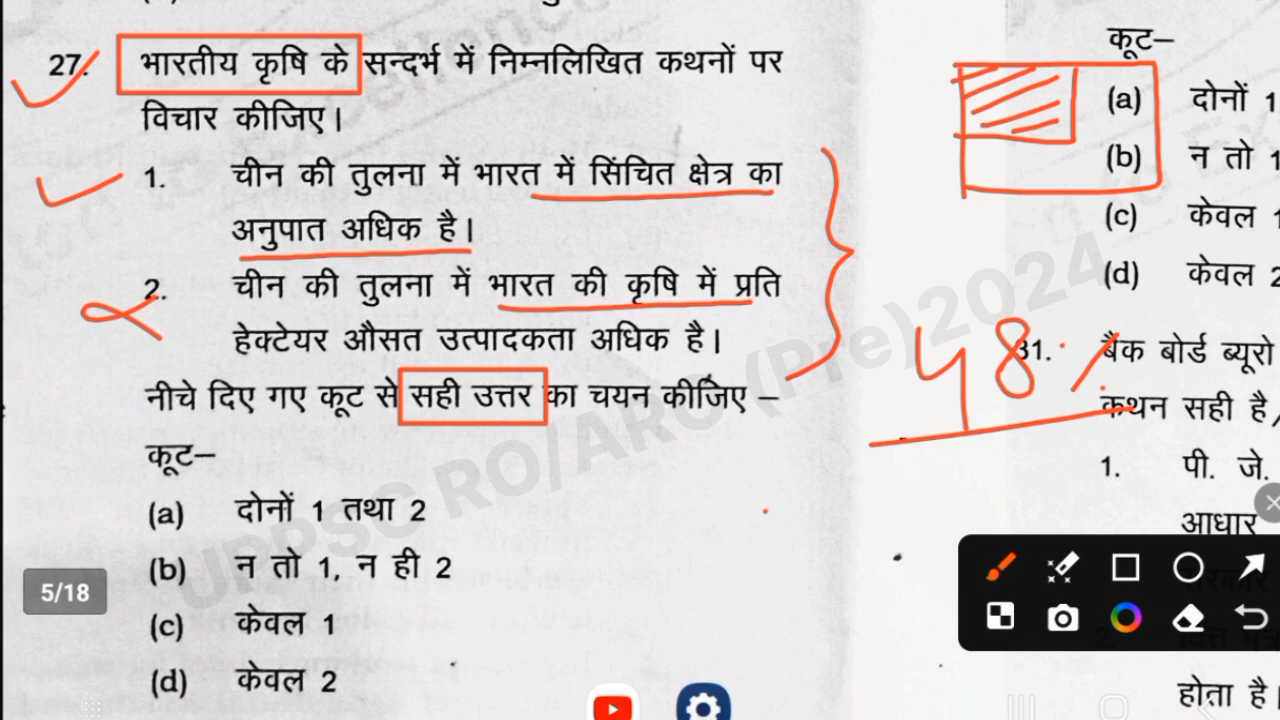 27. भारतीय कृषि के सन्दर्भ में निम्नलिखित कथनों पर
विचार कीजिए।
1. चीन की तुलना में भारत में सिंचित क्षेत्र का
अनुपात अधिक है।
2. चीन की तुलना में भारत की कृषि में प्रति
हेक्टेयर औसत उत्पादकता अधिक है।
नीचे दिए गए कूट से सही उत्तर का चयन कीजिए –
कूट–
(a) दोनों 1 तथा 2
(b) न तो 1, न ही 2
(c) केवल 1
(d) केवल 2
5/18
UPPSC RO/ARO (Pre) 2024
कूट–
(a) दोनों 1
(b) न तो 1
(c) केवल 1
(d) केवल 2
48%
31. बैंक बोर्ड ब्यूरो
कथन सही है/
1. पी. जे.
आधार
2.
होता है।